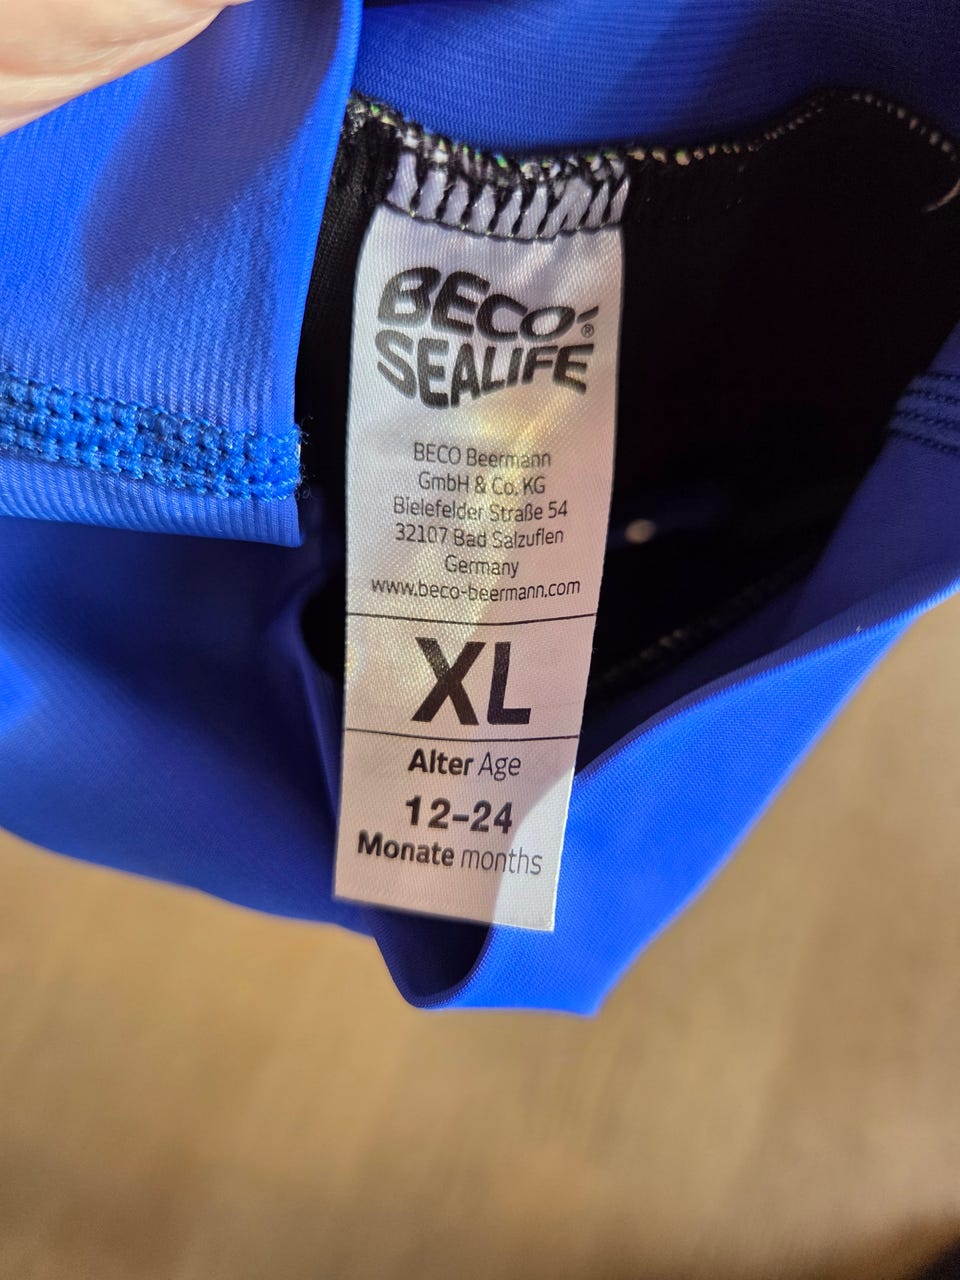 BECO®
SEALIFE
BECO Beermann
GmbH & Co. KG
Bielefelder Straße 54
32107 Bad Salzuflen
Germany
www.beco-beermann.com
XL
Alter Age
12-24
Monate months